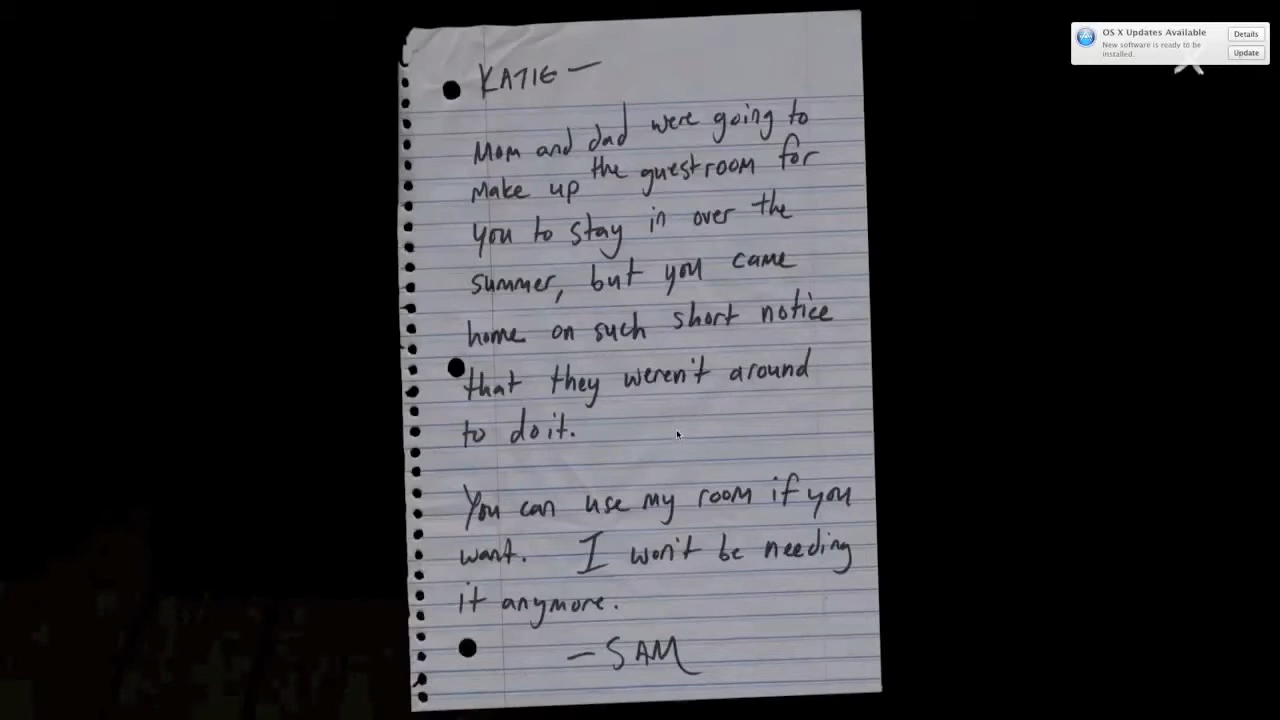 OS X Updates Available
New software is ready to be
installed.
Details
Update
KATIE —
Mom and dad were going to
make up the guestroom for
you to stay in over the
summer, but you came
home on such short notice
that they weren't around
to do it.
You can use my room if you
want. I won't be needing
it anymore.
— SAM